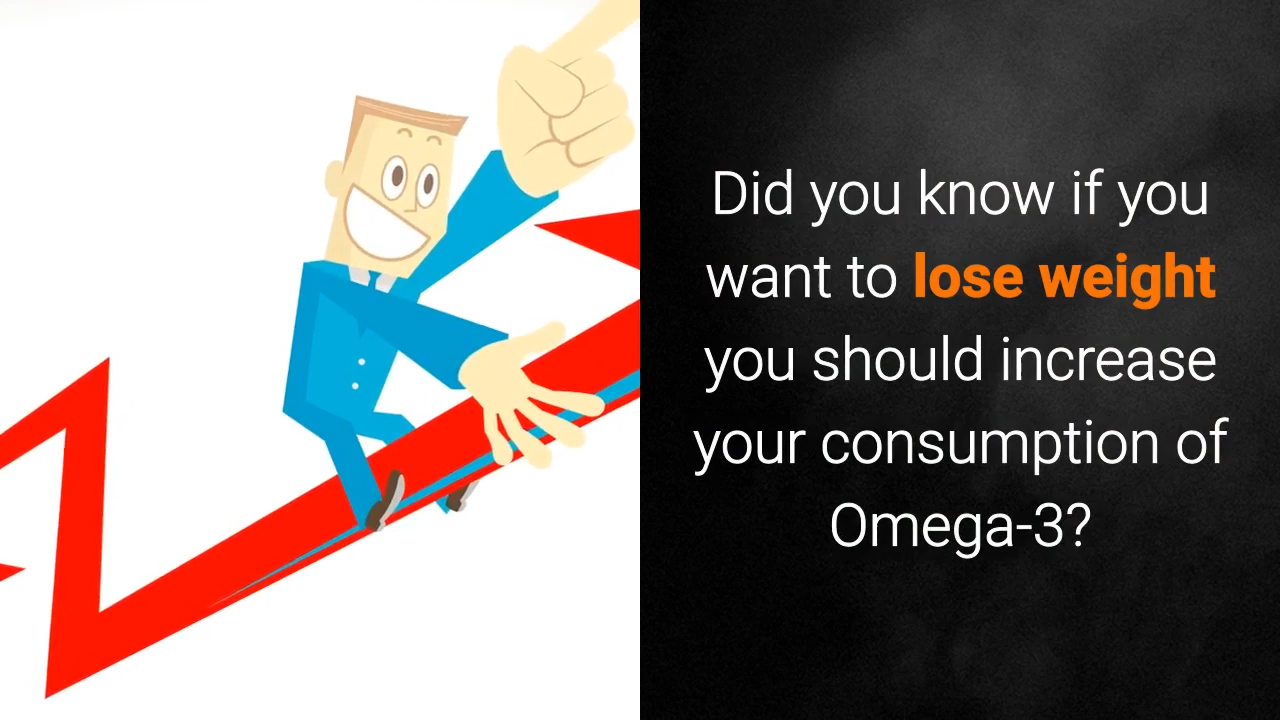 Did you know if you
want to lose weight
you should increase
your consumption of
Omega-3?